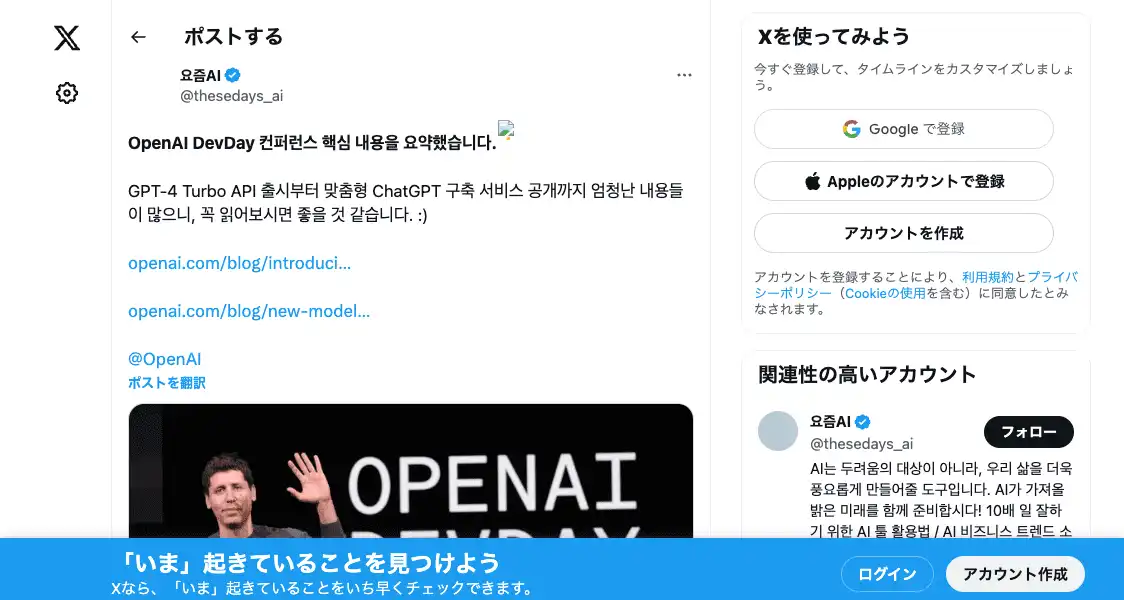 ポストする
요즘AI
@thesedays_ai
OpenAI DevDay 컨퍼런스 핵심 내용을 요약했습니다.
GPT-4 Turbo API 출시부터 맞춤형 ChatGPT 구축 서비스 공개까지 엄청난 내용들
이 많으니, 꼭 읽어보시면 좋을 것 같습니다. :)
openai.com/blog/introduci...
openai.com/blog/new-model...
@OpenAI
ポストを翻訳
OPENAI
DEVDAY
Xを使ってみよう
今すぐ登録して、タイムラインをカスタマイズしましょ
う。
Google で登録
Appleのアカウントで登録
アカウントを作成
アカウントを登録することにより、利用規約とプライバ
シーポリシー（Cookieの使用を含む）に同意したとみ
なされます。
関連性の高いアカウント
요즘AI
@thesedays_ai
フォロー
AI는 두려움의 대상이 아니라, 우리 삶을 더욱
풍요롭게 만들어줄 도구입니다. AI가 가져올
밝은 미래를 함께 준비합시다! 10배 일 잘하
기 위한 AI 툴 활용법 / AI 비즈니스 트렌드 소
「いま」起きていることを見つけよう
Xなら、「いま」起きていることをいち早くチェックできます。
ログイン
アカウント作成